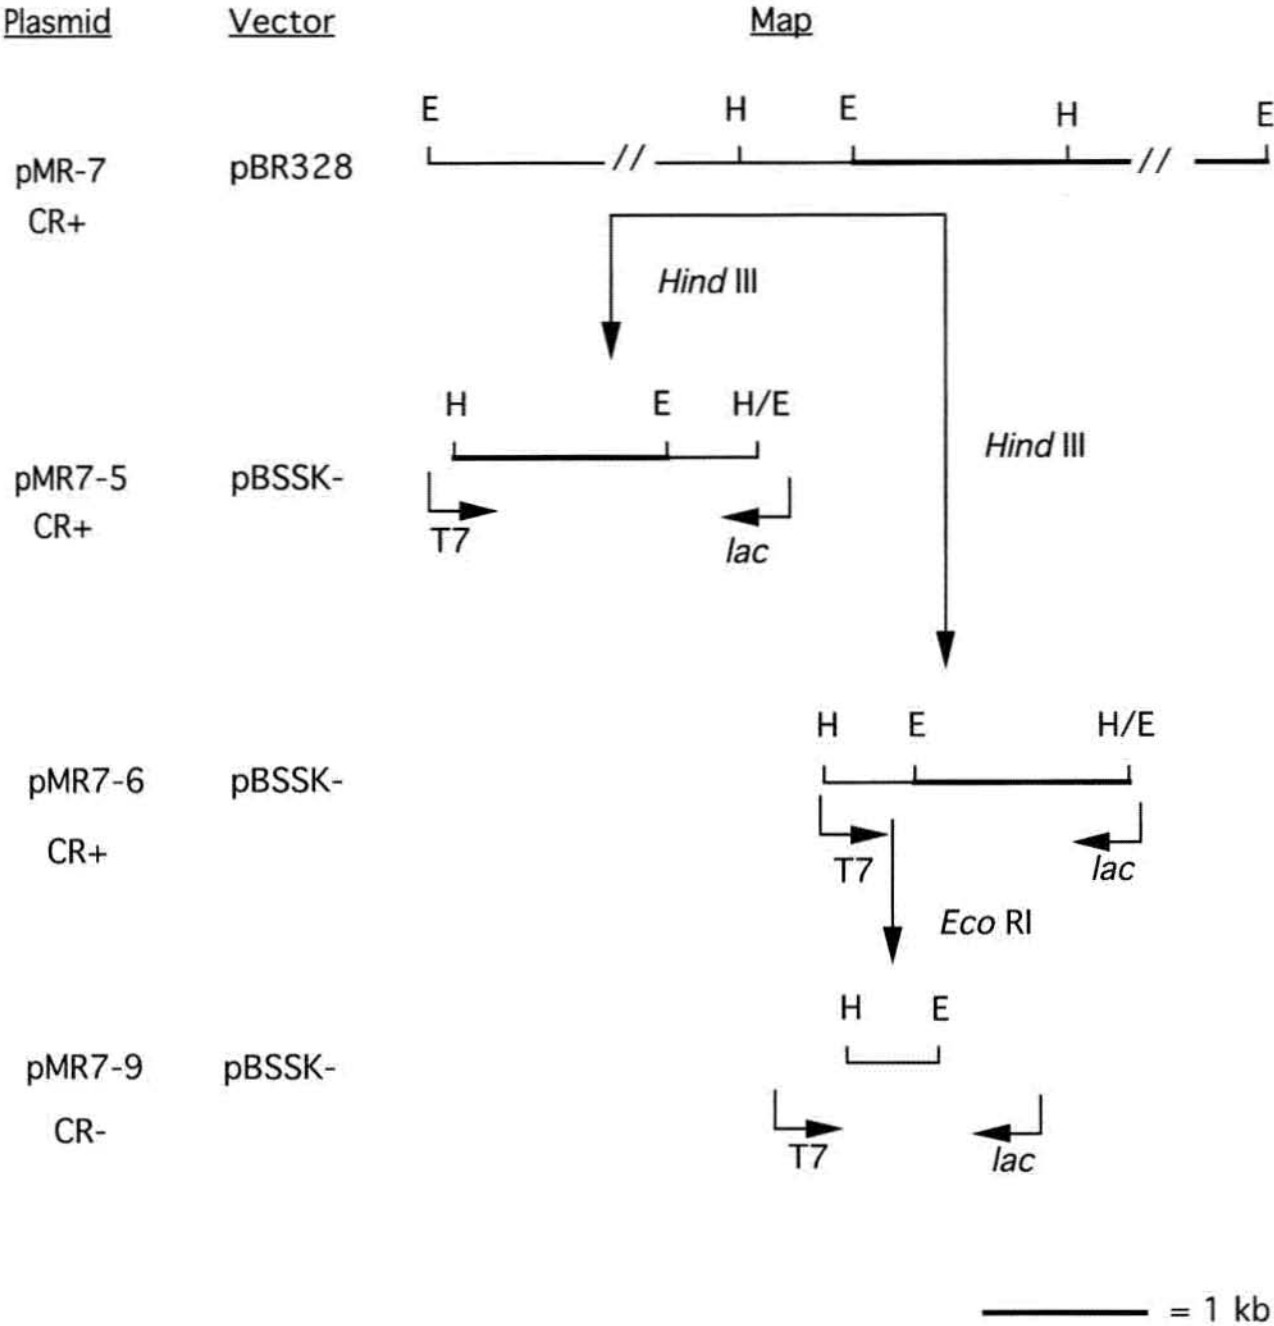 Plasmid Vector Map
E H E H E
pMR-7 pBR328 // //
CR+
Hind III
H E H/E
Hind III
pMR7-5 pBSSK-
CR+
T7 lac
H E H/E
pMR7-6 pBSSK-
CR+
T7 lac
Eco RI
H E
pMR7-9 pBSSK-
CR-
T7 lac
= 1 kb